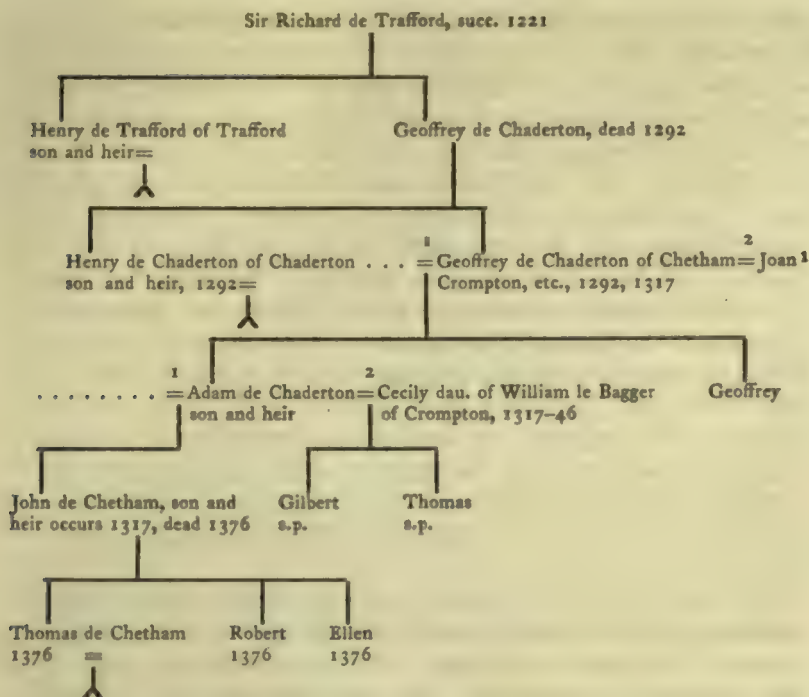 Sir Richard de Trafford, succ. 1221
Henry de Trafford of Trafford
son and heir=
Geoffrey de Chaderton, dead 1292
1 2
Henry de Chaderton of Chaderton . . . =Geoffrey de Chaderton of Chetham=Joan¹
son and heir, 1292=
Crompton, etc., 1292, 1317
1 2
. . . . . . . . =Adam de Chaderton=Cecily dau. of William le Bagger
son and heir
of Crompton, 1317–46
Geoffrey
John de Chetham, son and
heir occurs 1317, dead 1376
Gilbert
s.p.
Thomas
s.p.
Thomas de Chetham
1376 =
Robert
1376
Ellen
1376